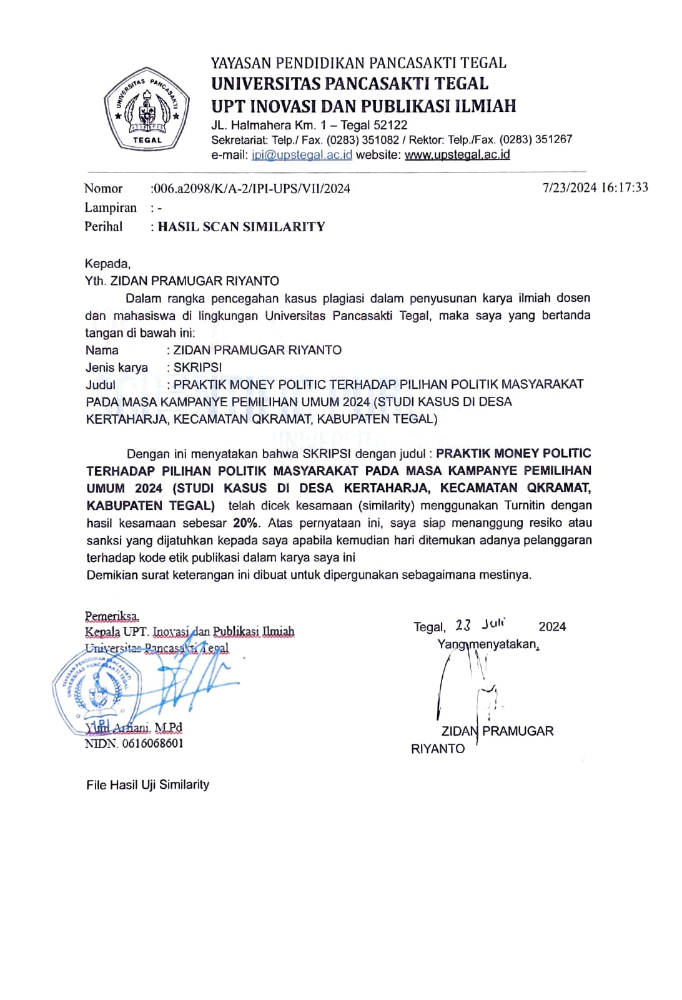 YAYASAN PENDIDIKAN PANCASAKTI TEGAL
UNIVERSITAS PANCASAKTI TEGAL
UPT INOVASI DAN PUBLIKASI ILMIAH
JL. Halmahera Km. 1 – Tegal 52122
Sekretariat: Telp./ Fax. (0283) 351082 / Rektor: Telp./Fax. (0283) 351267
e-mail: ipi@upstegal.ac.id website: www.upstegal.ac.id
UNIVERSITAS PANCASAKTI
TEGAL
Nomor :006.a2098/K/A-2/IPI-UPS/VII/2024 7/23/2024 16:17:33
Lampiran : -
Perihal : HASIL SCAN SIMILARITY
Kepada,
Yth. ZIDAN PRAMUGAR RIYANTO
Dalam rangka pencegahan kasus plagiasi dalam penyusunan karya ilmiah dosen
dan mahasiswa di lingkungan Universitas Pancasakti Tegal, maka saya yang bertanda
tangan di bawah ini:
Nama : ZIDAN PRAMUGAR RIYANTO
Jenis karya : SKRIPSI
Judul : PRAKTIK MONEY POLITIC TERHADAP PILIHAN POLITIK MASYARAKAT
PADA MASA KAMPANYE PEMILIHAN UMUM 2024 (STUDI KASUS DI DESA
KERTAHARJA, KECAMATAN QKRAMAT, KABUPATEN TEGAL)
Dengan ini menyatakan bahwa SKRIPSI dengan judul : PRAKTIK MONEY POLITIC
TERHADAP PILIHAN POLITIK MASYARAKAT PADA MASA KAMPANYE PEMILIHAN
UMUM 2024 (STUDI KASUS DI DESA KERTAHARJA, KECAMATAN QKRAMAT,
KABUPATEN TEGAL) telah dicek kesamaan (similarity) menggunakan Turnitin dengan
hasil kesamaan sebesar 20%. Atas pernyataan ini, saya siap menanggung resiko atau
sanksi yang dijatuhkan kepada saya apabila kemudian hari ditemukan adanya pelanggaran
terhadap kode etik publikasi dalam karya saya ini
Demikian surat keterangan ini dibuat untuk dipergunakan sebagaimana mestinya.
Pemeriksa,
Kepala UPT. Inovasi dan Publikasi Ilmiah
Universitas Pancasakti Tegal
YAYASAN PENDIDIKAN PANCASAKTI
UNIVERSITAS PANCASAKTI TEGAL
IPI
M.Pd
NIDN. 0616068601
Tegal, 23 Juli 2024
Yang menyatakan,
ZIDAN PRAMUGAR
RIYANTO
File Hasil Uji Similarity